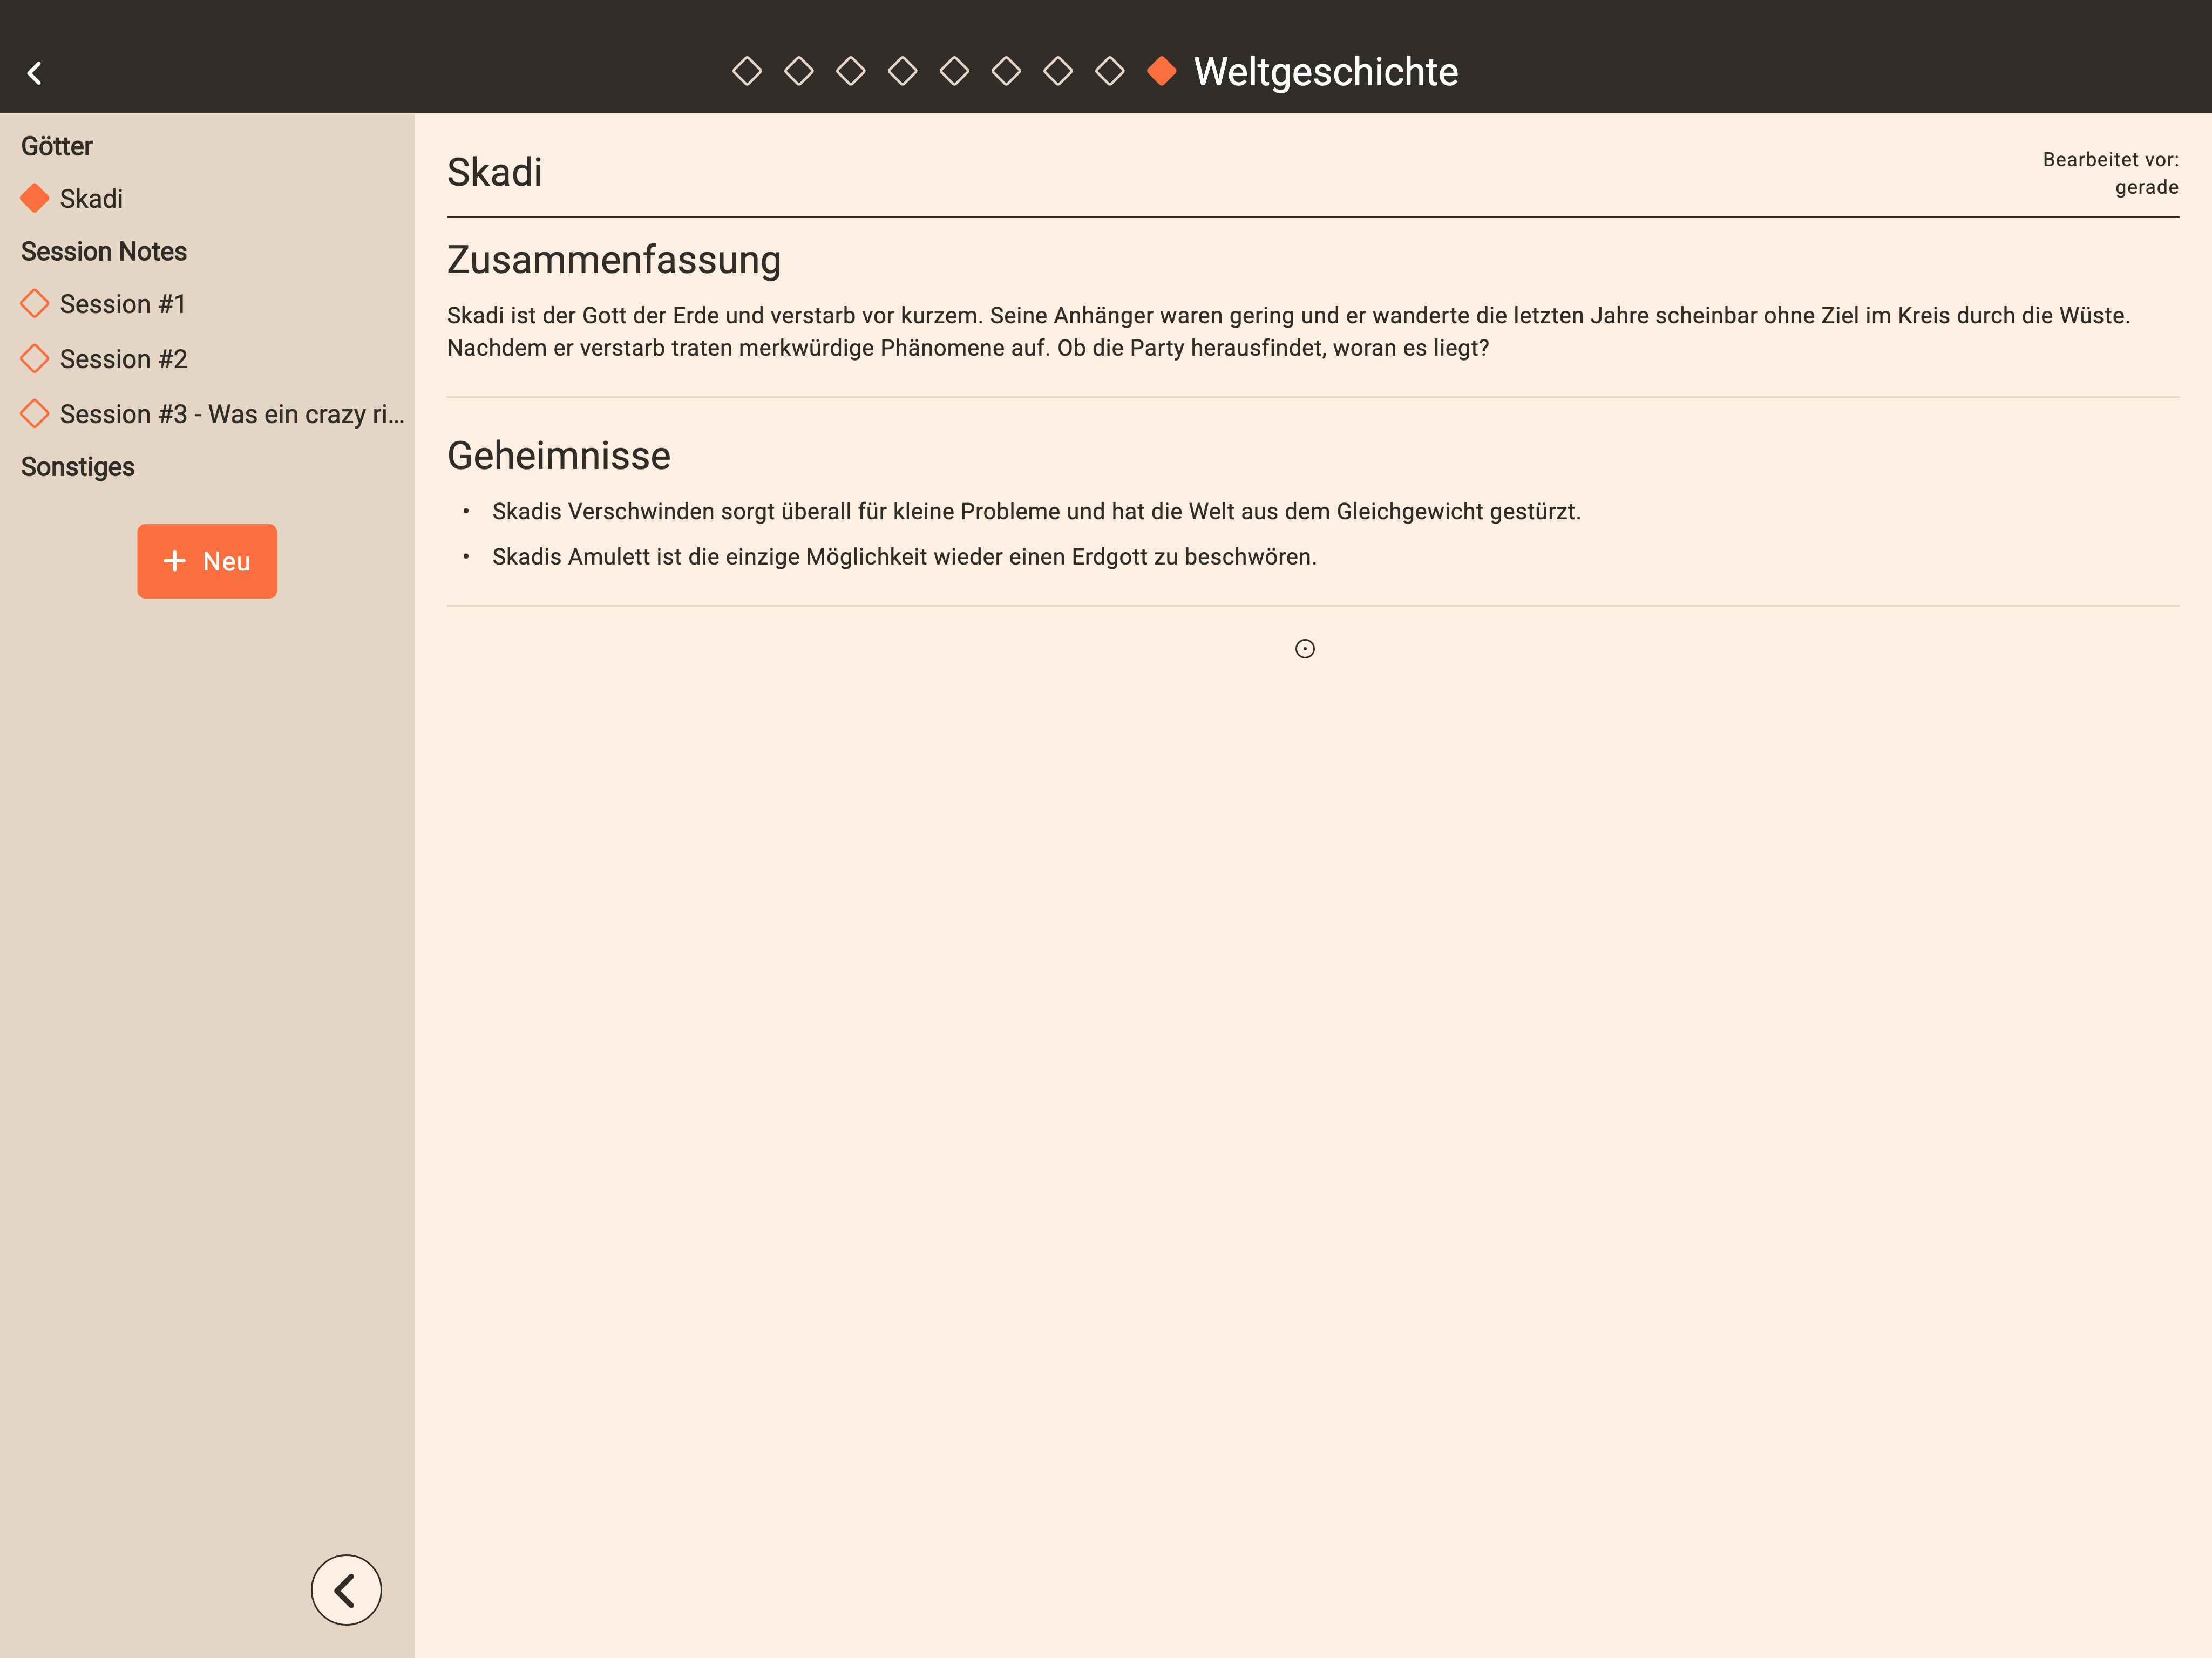 Weltgeschichte
Götter
Skadi
Session Notes
Session #1
Session #2
Session #3 - Was ein crazy ri...
Sonstiges
+ Neu
Skadi
Bearbeitet vor:
gerade
Zusammenfassung
Skadi ist der Gott der Erde und verstarb vor kurzem. Seine Anhänger waren gering und er wanderte die letzten Jahre scheinbar ohne Ziel im Kreis durch die Wüste.
Nachdem er verstarb traten merkwürdige Phänomene auf. Ob die Party herausfindet, woran es liegt?
Geheimnisse
• Skadis Verschwinden sorgt überall für kleine Probleme und hat die Welt aus dem Gleichgewicht gestürzt.
• Skadis Amulett ist die einzige Möglichkeit wieder einen Erdgott zu beschwören.